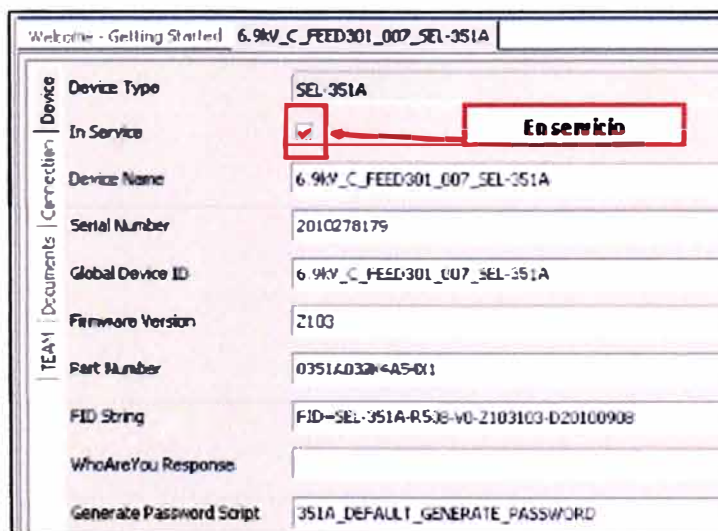 Welcome - Getting Started 6.9kV_C_FEED301_007_SEL-351A
Device
Connection
Documents
TEAM
Device Type SEL-351A
In Service En servicio
Device Name 6.9kV_C_FEED301_007_SEL-351A
Serial Number 2010278179
Global Device ID 6.9kV_C_FEED301_007_SEL-351A
Firmware Version Z103
Part Number
FID String FID=SEL-351A-R508-V0-Z103103-D20100908
WhoAreYou Response
Generate Password Script 351A_DEFAULT_GENERATE_PASSWORD